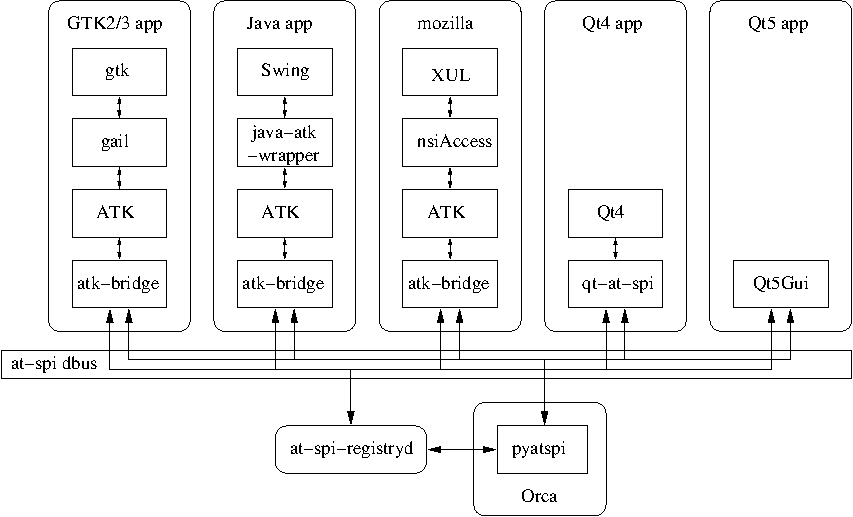 GTK2/3 app
Java app
mozilla
Qt4 app
Qt5 app
gtk
Swing
XUL
gail
java-atk
-wrapper
nsiAccess
ATK
ATK
ATK
Qt4
atk-bridge
atk-bridge
atk-bridge
qt-at-spi
Qt5Gui
at-spi dbus
at-spi-registryd
pyatspi
Orca